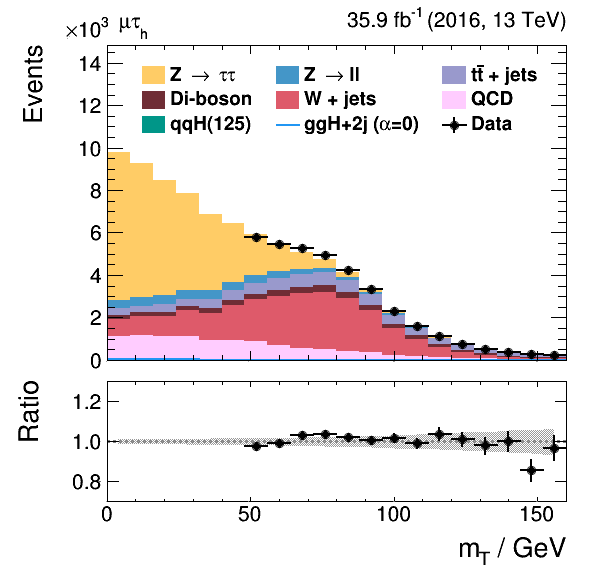 ×10³ μτₕ 35.9 fb⁻¹ (2016, 13 TeV)
Events
14
12
10
8
6
4
2
0
Z → ττ Z → ll tt̄ + jets
Di-boson W + jets QCD
qqH(125) ggH+2j (α=0) Data
Ratio
1.2
1.0
0.8
0 50 100 150
m_T / GeV